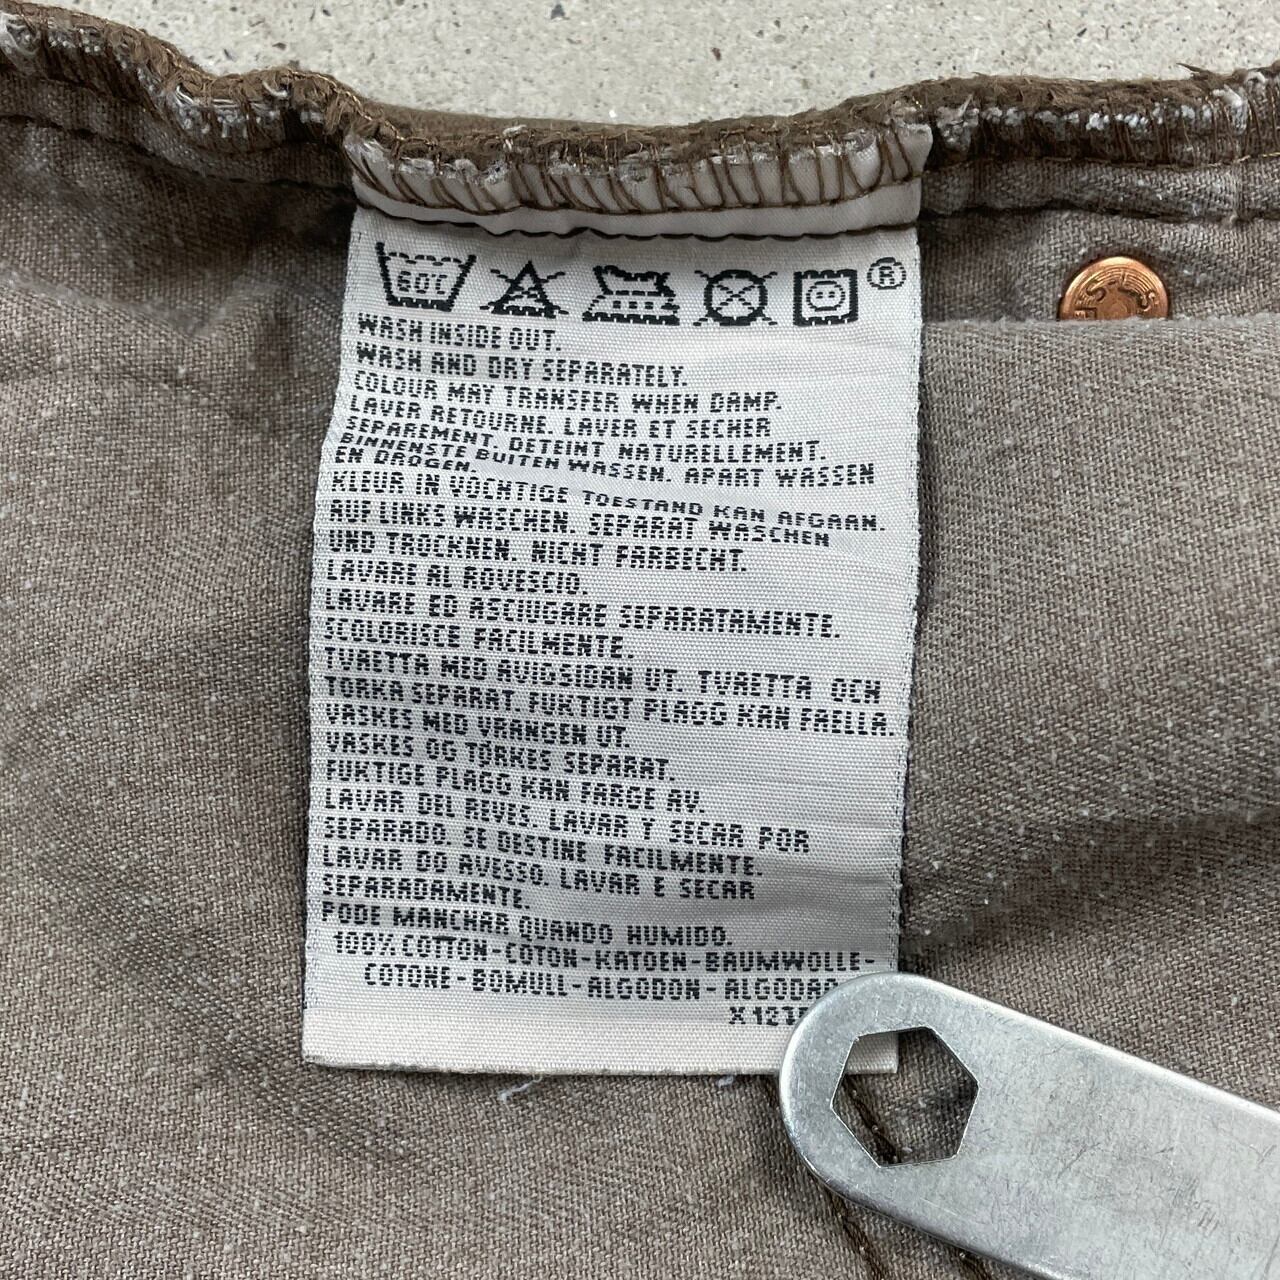 60°C ®
WASH INSIDE OUT.
WASH AND DRY SEPARATELY.
COLOUR MAY TRANSFER WHEN DAMP.
LAVER RETOURNE. LAVER ET SECHER
SEPAREMENT. DETEINT NATURELLEMENT.
BINNENSTE BUITEN WASSEN. APART WASSEN
EN DROGEN.
KLEUR IN VOCHTIGE TOESTAND KAN AFGAAN.
AUF LINKS WASCHEN. SEPARAT WASCHEN
UND TROCKNEN. NICHT FARBECHT.
LAVARE AL ROVESCIO.
LAVARE ED ASCIUGARE SEPARATAMENTE.
SCOLORISCE FACILMENTE.
TVAETTA MED AVIGSIDAN UT. TVAETTA OCH
TORKA SEPARAT. FUKTIGT PLAGG KAN FAELLA.
VASKES MED VRANGEN UT.
VASKES OG TÖRKES SEPARAT.
FUKTIGE PLAGG KAN FARGE AV.
LAVAR DEL REVES. LAVAR Y SECAR POR
SEPARADO. SE DESTINE FACILMENTE.
LAVAR DO AVESSO. LAVAR E SECAR
SEPARADAMENTE.
PODE MANCHAR QUANDO HUMIDO.
100% COTTON-COTON-KATOEN-BAUMWOLLE-
COTONE-BOMULL-ALGODON-